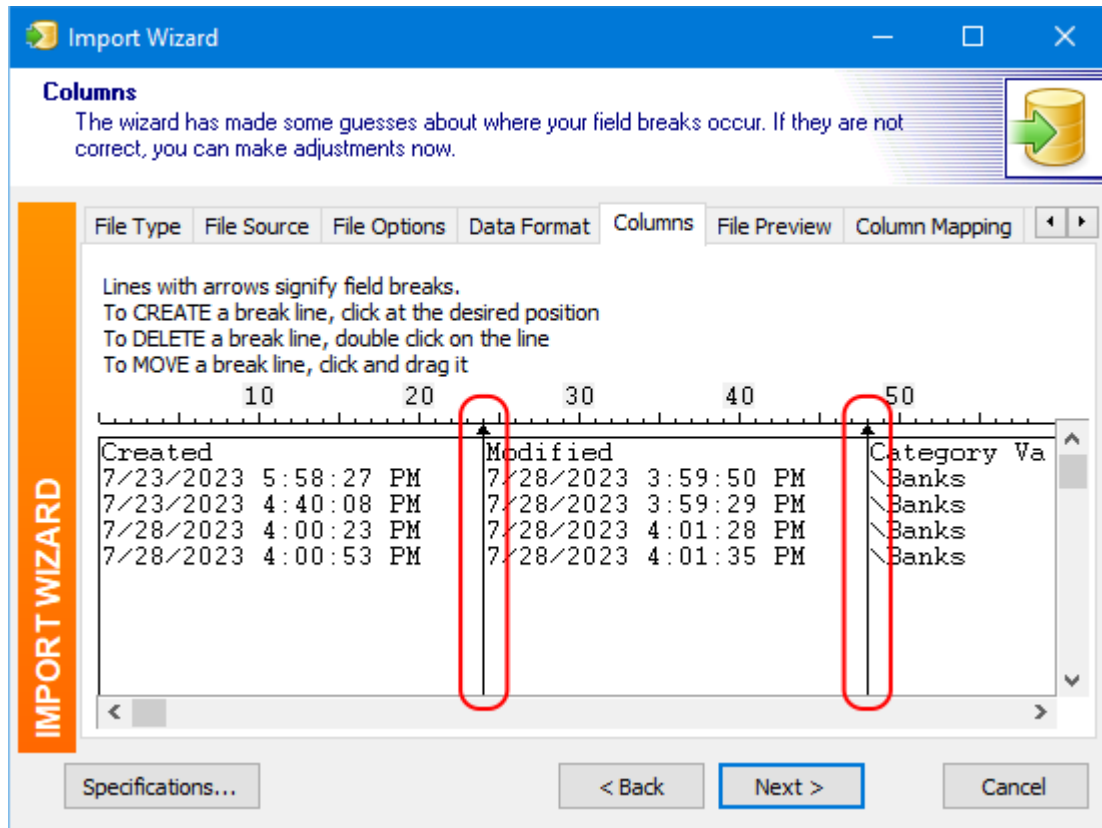 Import Wizard
Columns
The wizard has made some guesses about where your field breaks occur. If they are not
correct, you can make adjustments now.
File Type File Source File Options Data Format Columns File Preview Column Mapping
Lines with arrows signify field breaks.
To CREATE a break line, click at the desired position
To DELETE a break line, double click on the line
To MOVE a break line, click and drag it
10 20 30 40 50
Created Modified Category Va
7/23/2023 5:58:27 PM 7/28/2023 3:59:50 PM \Banks
7/23/2023 4:40:08 PM 7/28/2023 3:59:29 PM \Banks
7/28/2023 4:00:23 PM 7/28/2023 4:01:28 PM \Banks
7/28/2023 4:00:53 PM 7/28/2023 4:01:35 PM \Banks
IMPORT WIZARD
Specifications... < Back Next > Cancel